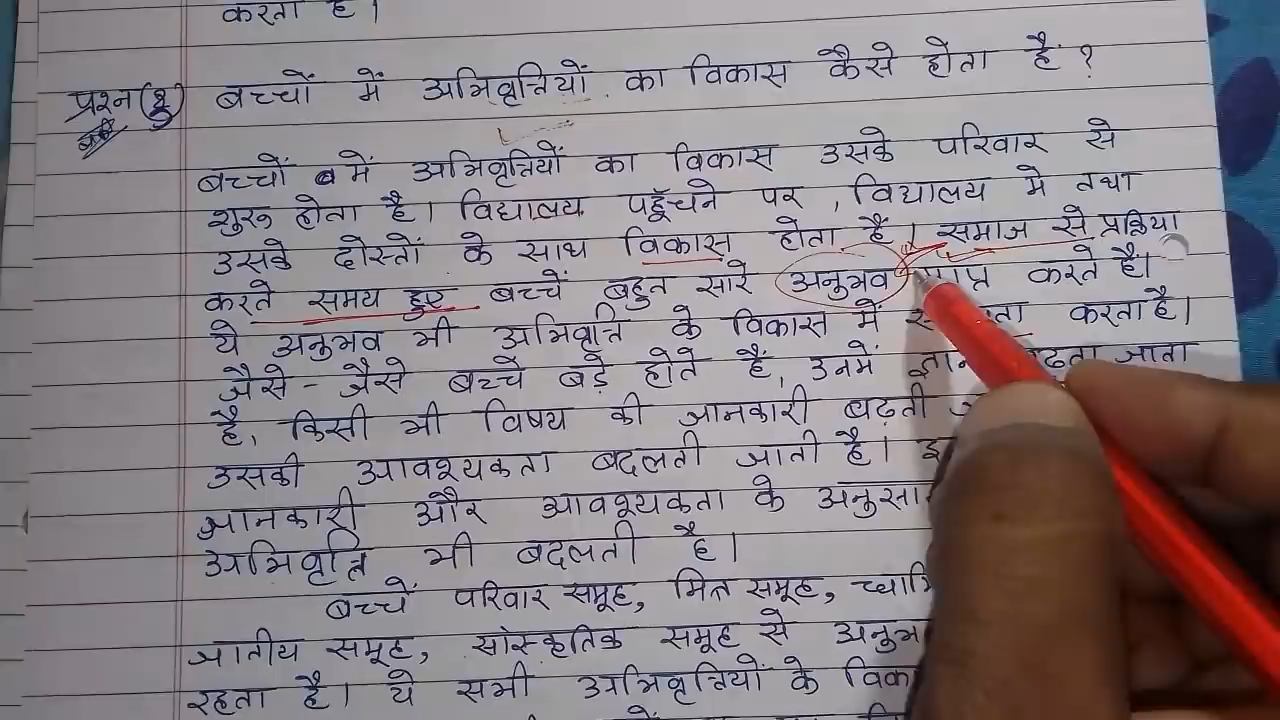 करता है।
प्रश्न बच्चों में अभिवृत्तियों का विकास कैसे होता है ?
बच्चों में अभिवृत्तियों का विकास उसके परिवार से
शुरू होता है। विद्यालय पहूँचने पर , विद्यालय मे तथा
उसके दोस्तों के साथ विकास होता है। समाज से प्रक्रिया
करते समय हुए बच्चें बहुत सारे अनुभव करते है।
ये अनुभव भी अभिवृत्ति के विकास में करता है।
जैसे - जैसे बच्चे बड़े होते हैं, उनमें ज्ञान बढ़ता जाता
है, किसी भी विषय की जानकारी बढ़ती
उसकी आवश्यकता बदलती जाती है।
जानकारी और आवश्यकता के
अभिवृत्ति भी बदलती है।
बच्चें परिवार समूह, मित्र समूह,
जातीय समूह, सांस्कृतिक समूह से
रहता है। ये सभी अभिवृत्तियों के